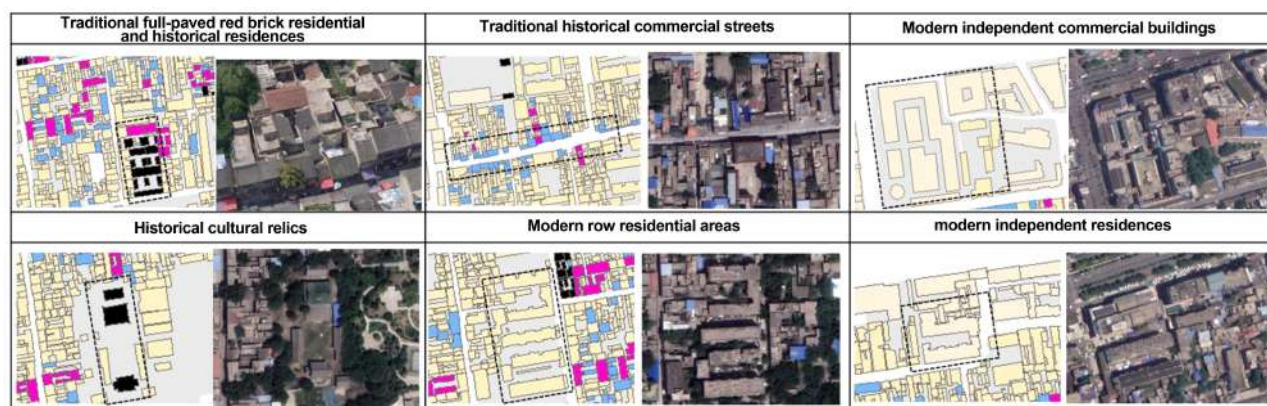 Traditional full-paved red brick residential
and historical residences
Traditional historical commercial streets
Modern independent commercial buildings
Historical cultural relics
Modern row residential areas
modern independent residences